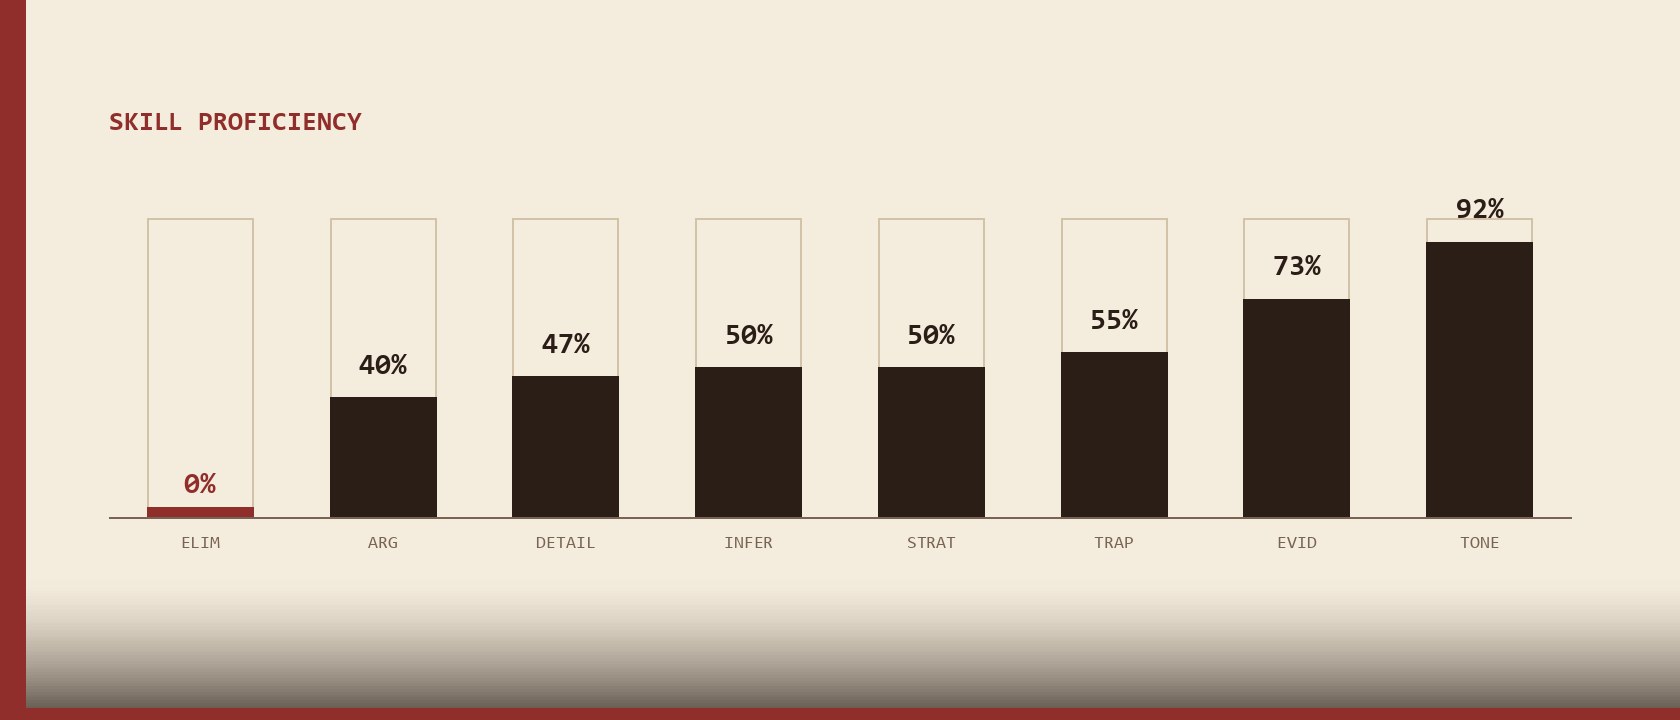 SKILL PROFICIENCY
0%
40%
47%
50%
50%
55%
73%
92%
ELIM
ARG
DETAIL
INFER
STRAT
TRAP
EVID
TONE